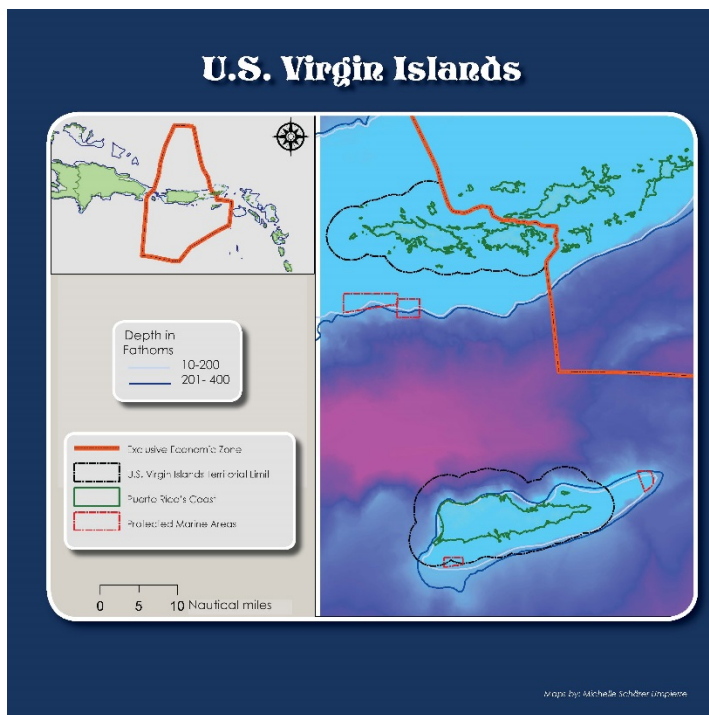 U.S. Virgin Islands
Depth in
Fathoms
10-200
201- 400
Exclusive Economic Zone
U.S. Virgin Islands Territorial Limit
Puerto Rico's Coast
Protected Marine Areas
0 5 10 Nautical miles
Maps by: Michelle Schärer Umpierre